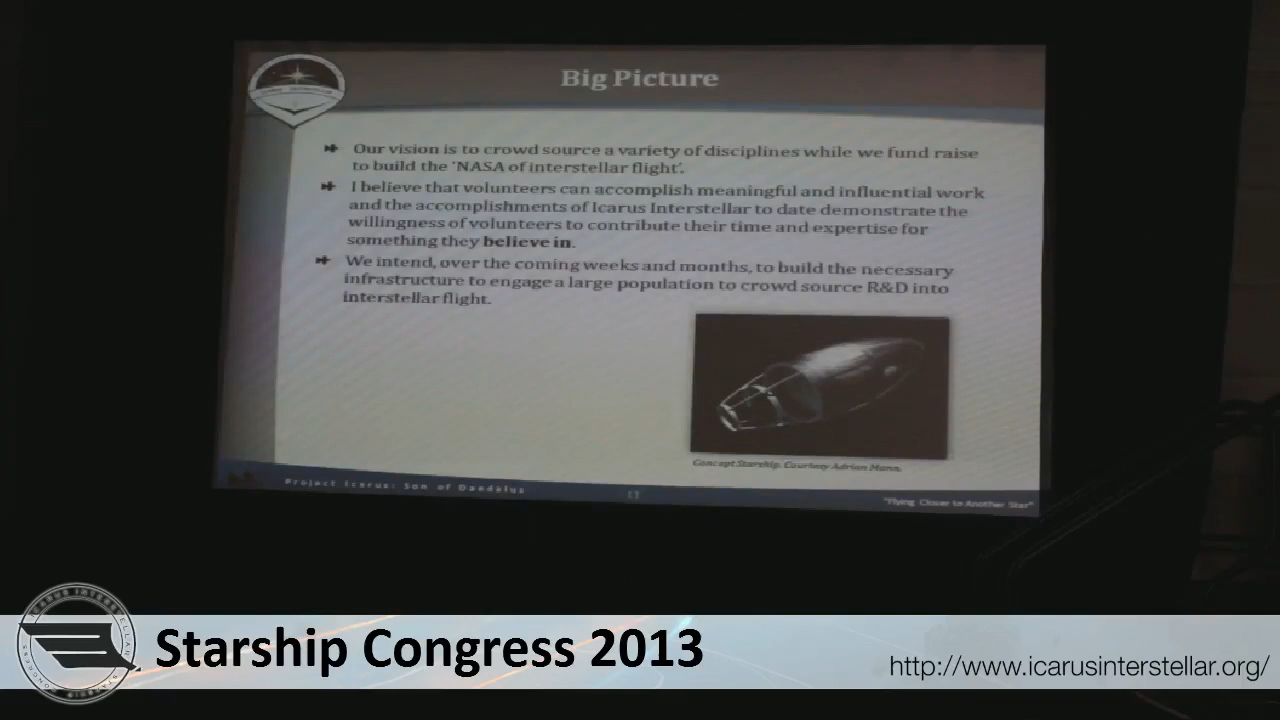 Big Picture
Our vision is to crowd source a variety of disciplines while we fund raise
to build the 'NASA of interstellar flight'.
I believe that volunteers can accomplish meaningful and influential work
and the accomplishments of Icarus Interstellar to date demonstrate the
willingness of volunteers to contribute their time and expertise for
something they believe in.
We intend, over the coming weeks and months, to build the necessary
infrastructure to engage a large population to crowd source R&D into
interstellar flight.
Concept Starship. Courtesy Adrian Mann.
Project Icarus: Son of Daedalus
"Flying Closer to Another Star"
ICARUS INTERSTELLAR
STARSHIP CONGRESS
Starship Congress 2013
http://www.icarusinterstellar.org/